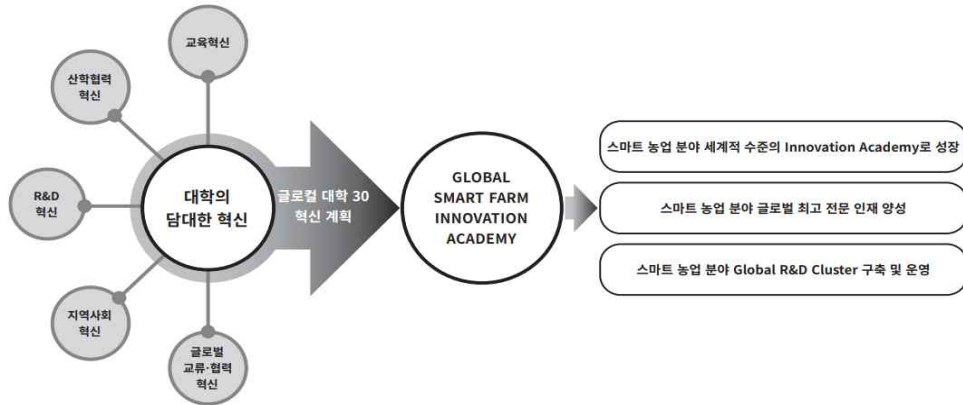 교육혁신
산학협력
혁신
R&D
혁신
지역사회
혁신
글로벌
교류·협력
혁신
대학의
담대한 혁신
글로컬 대학 30
혁신 계획
GLOBAL
SMART FARM
INNOVATION
ACADEMY
스마트 농업 분야 세계적 수준의 Innovation Academy로 성장
스마트 농업 분야 글로벌 최고 전문 인재 양성
스마트 농업 분야 Global R&D Cluster 구축 및 운영